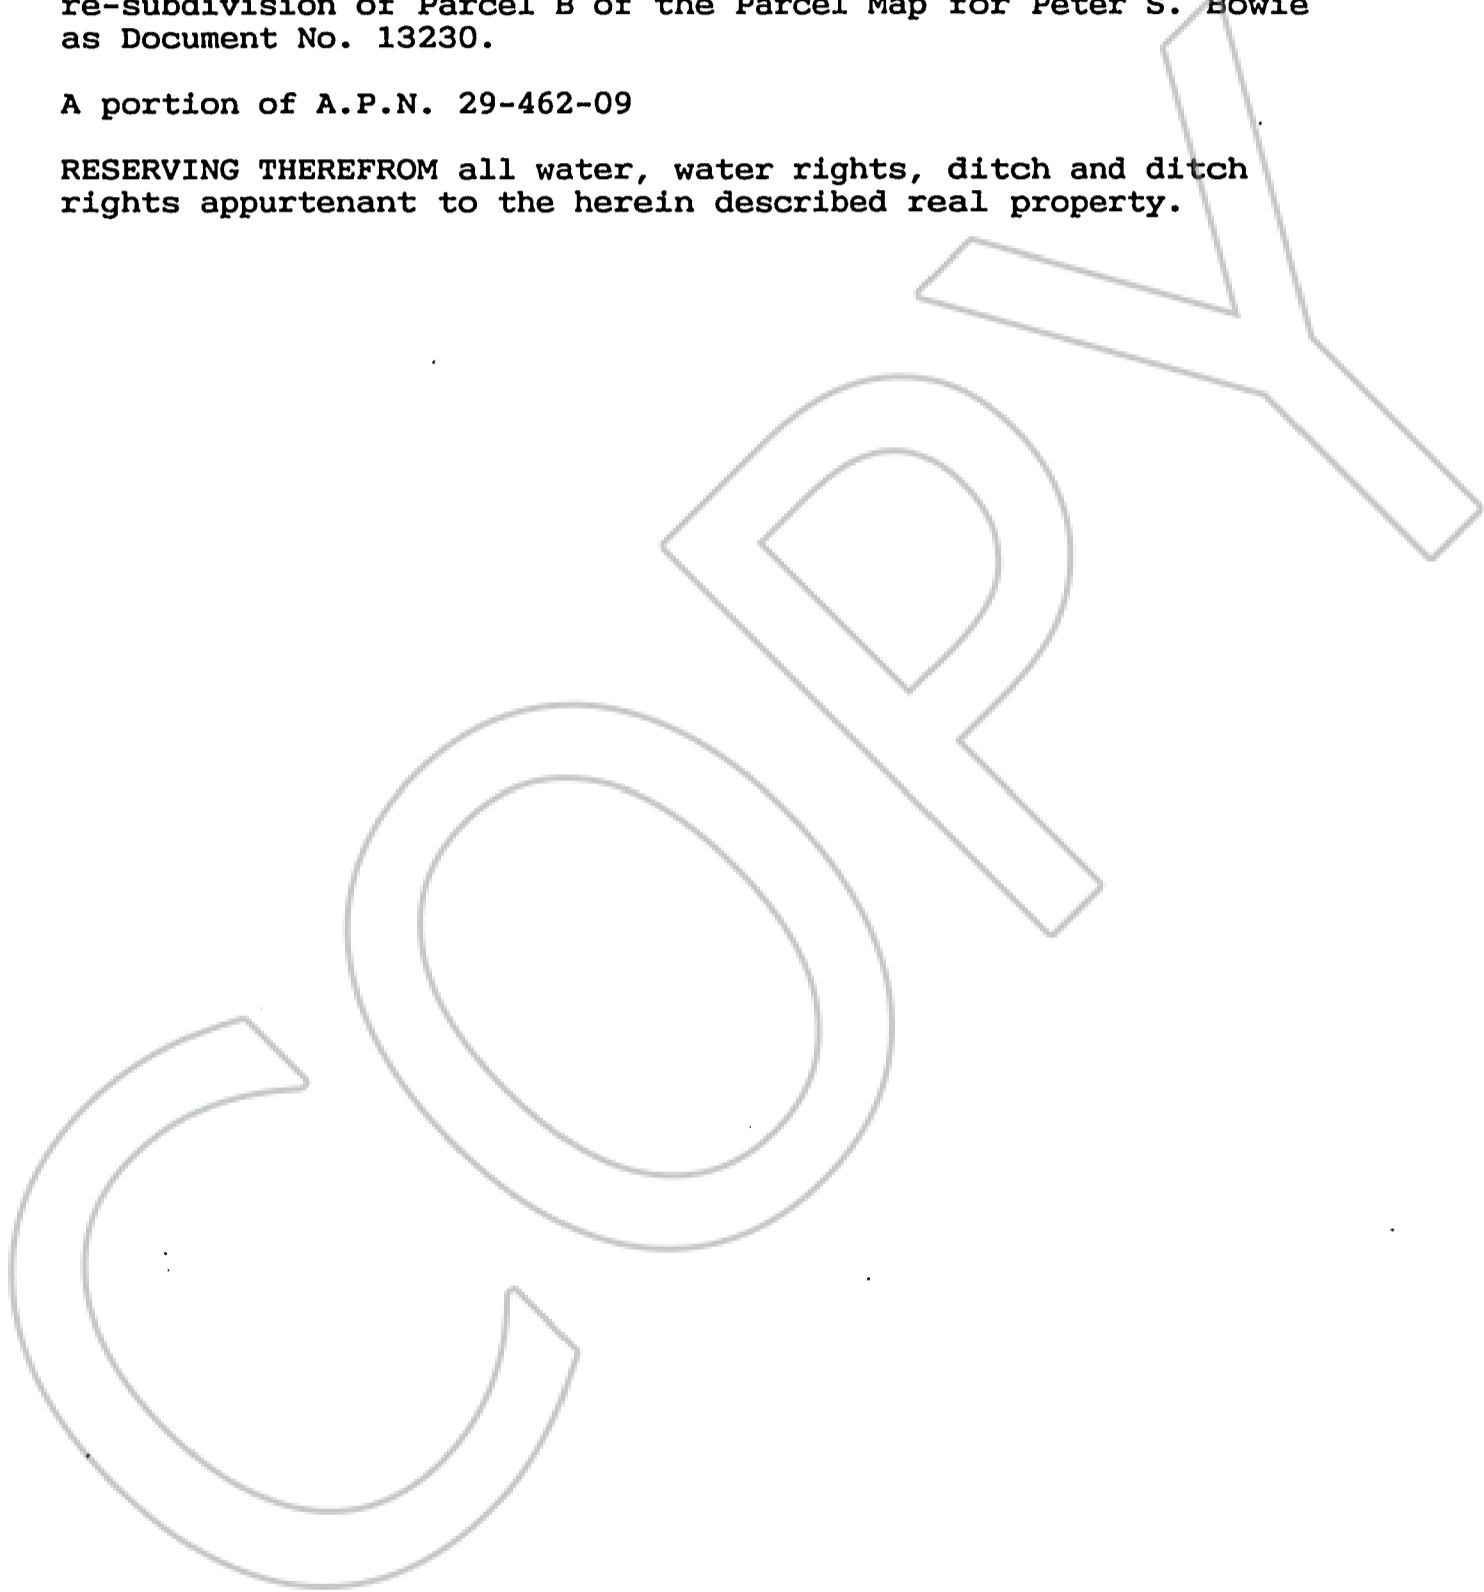 re-subdivision of Parcel B of the Parcel Map for Peter S. Bowie
as Document No. 13230.
A portion of A.P.N. 29-462-09
RESERVING THEREFROM all water, water rights, ditch and ditch
rights appurtenant to the herein described real property.
COPY